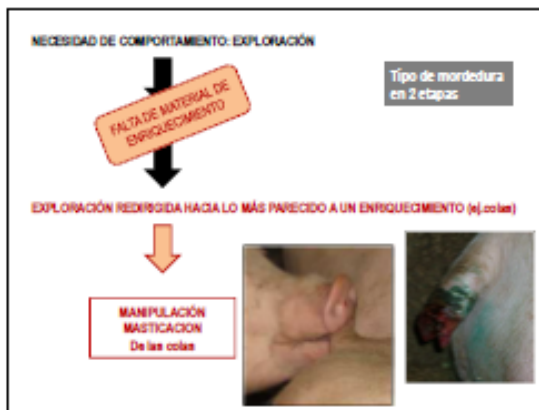 NECESIDAD DE COMPORTAMIENTO: EXPLORACIÓN
Tipo de mordedura
en 2 etapas
FALTA DE MATERIAL DE
ENRIQUECIMIENTO
EXPLORACIÓN REDIRIGIDA HACIA LO MÁS PARECIDO A UN ENRIQUECIMIENTO (ej.colas)
MANIPULACIÓN
MASTICACION
De las colas